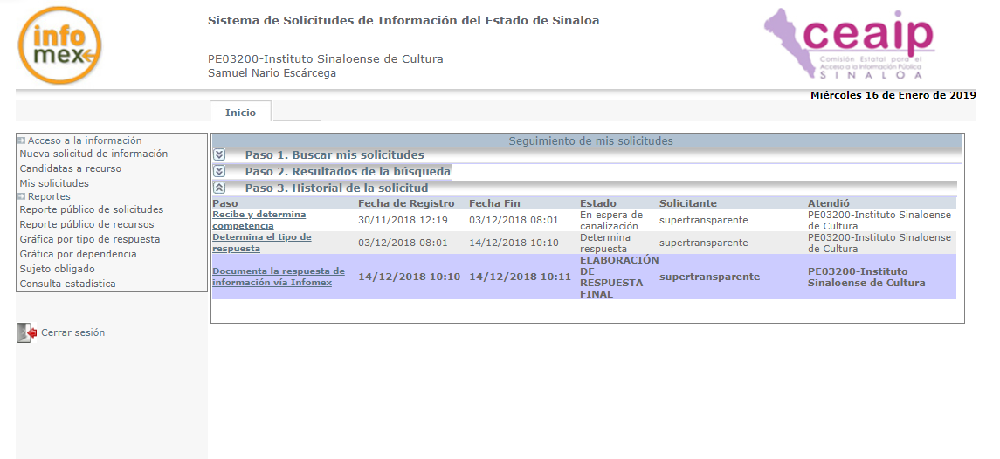 info
mex
Sistema de Solicitudes de Información del Estado de Sinaloa
PE03200-Instituto Sinaloense de Cultura
Samuel Nario Escárcega
ceaip
Comisión Estatal para el
Acceso a la Información Pública
SINALOA
Miércoles 16 de Enero de 2019
Inicio
Acceso a la información
Nueva solicitud de información
Candidatas a recurso
Mis solicitudes
Reportes
Reporte público de solicitudes
Reporte público de recursos
Gráfica por tipo de respuesta
Gráfica por dependencia
Sujeto obligado
Consulta estadística
Cerrar sesión
Seguimiento de mis solicitudes
Paso 1. Buscar mis solicitudes
Paso 2. Resultados de la búsqueda
Paso 3. Historial de la solicitud
Paso Fecha de Registro Fecha Fin Estado Solicitante Atendió
Recibe y determina
competencia
30/11/2018 12:19
03/12/2018 08:01
En espera de
canalización
supertransparente
PE03200-Instituto Sinaloense
de Cultura
Determina el tipo de
respuesta
03/12/2018 08:01
14/12/2018 10:10
Determina
respuesta
supertransparente
PE03200-Instituto Sinaloense
de Cultura
Documenta la respuesta de
información vía Infomex
14/12/2018 10:10
14/12/2018 10:11
ELABORACIÓN
DE
RESPUESTA
FINAL
supertransparente
PE03200-Instituto
Sinaloense de Cultura